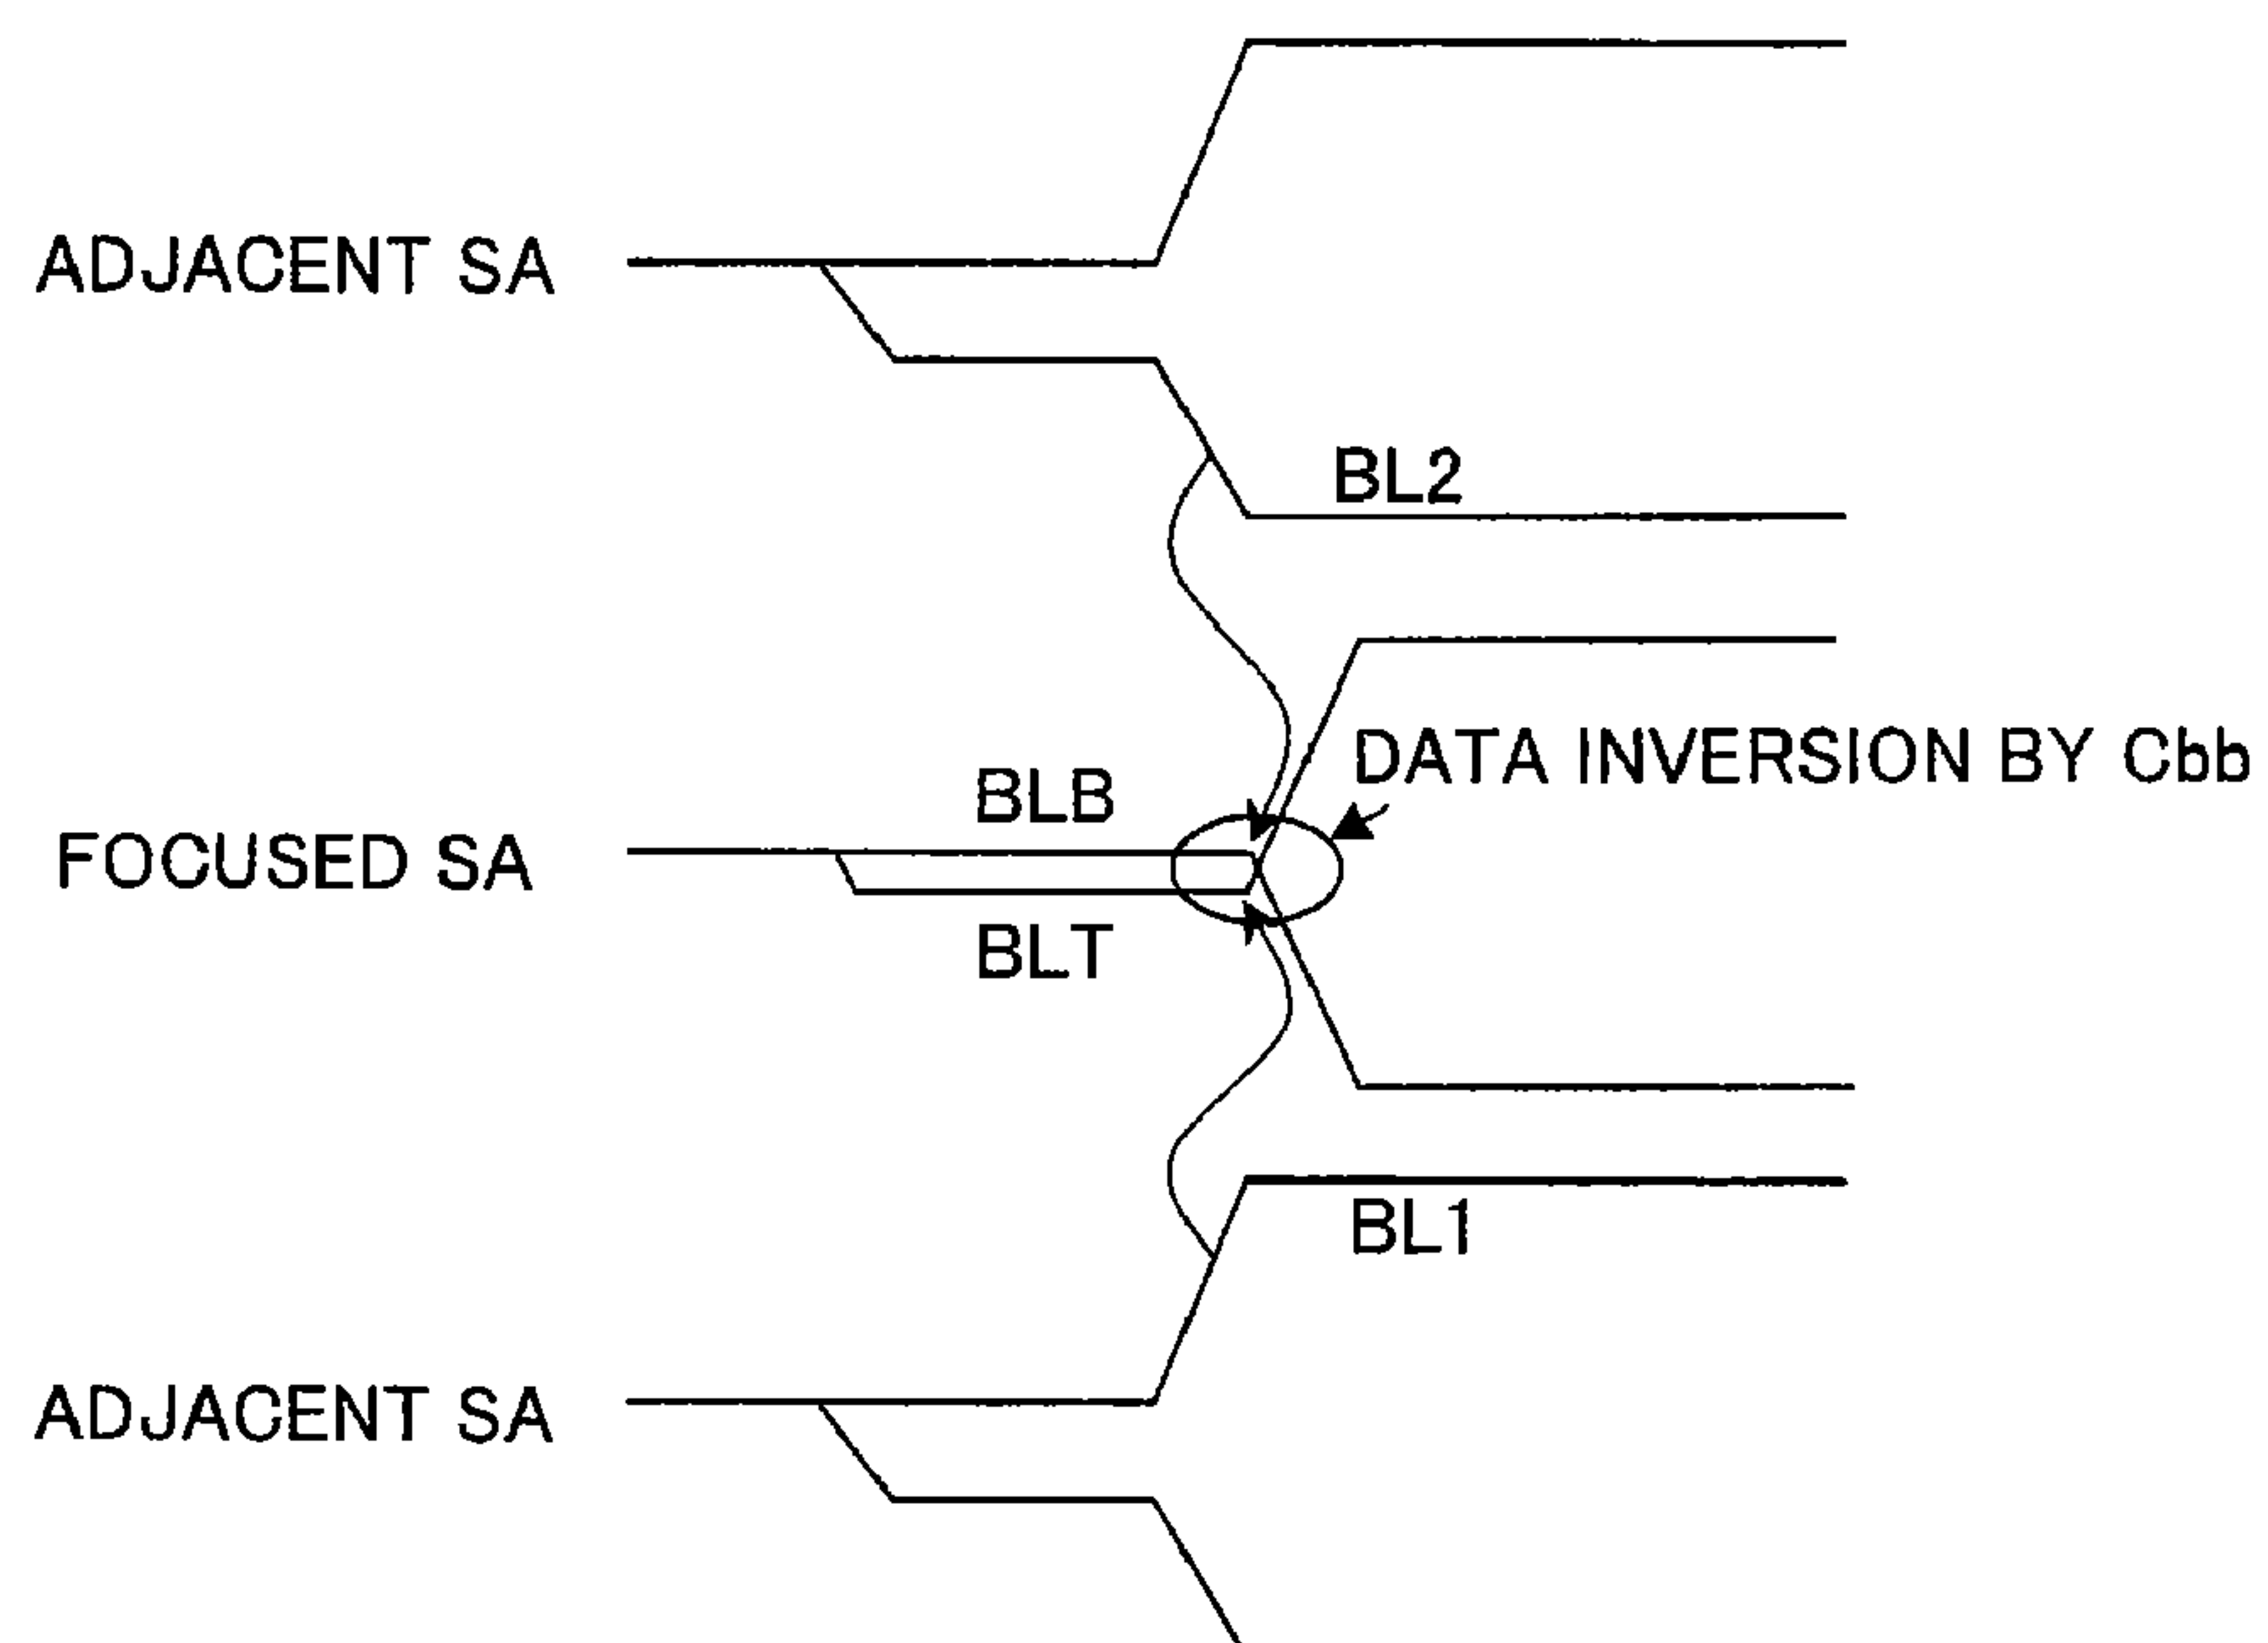 ADJACENT SA
BL2
DATA INVERSION BY Cbb
BLB
FOCUSED SA
BLT
BL1
ADJACENT SA